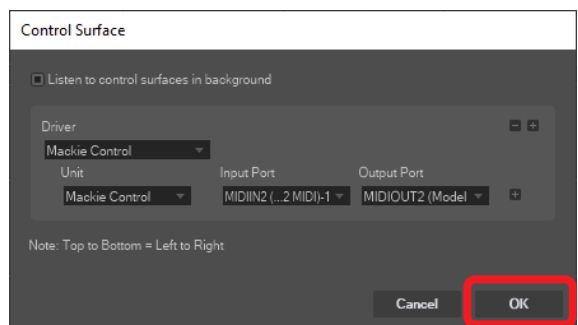 Control Surface
Listen to control surfaces in background
Driver
Mackie Control
Unit Input Port Output Port
Mackie Control MIDIIN2 (...2 MIDI)-1 MIDIOUT2 (Model
Note: Top to Bottom = Left to Right
Cancel OK